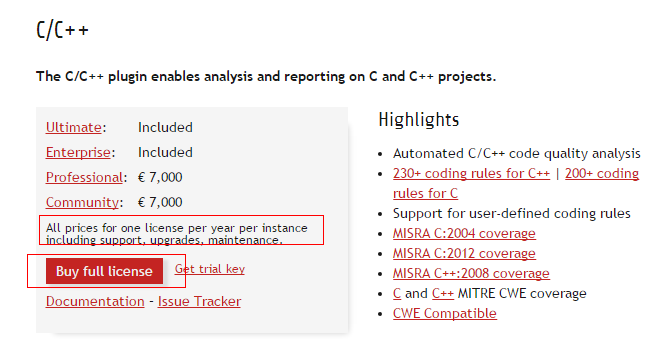 C/C++
The C/C++ plugin enables analysis and reporting on C and C++ projects.
Ultimate: Included
Enterprise: Included
Professional: € 7,000
Community: € 7,000
All prices for one license per year per instance
including support, upgrades, maintenance.
Buy full license Get trial key
Documentation - Issue Tracker
Highlights
• Automated C/C++ code quality analysis
• 230+ coding rules for C++ | 200+ coding
rules for C
• Support for user-defined coding rules
• MISRA C:2004 coverage
• MISRA C:2012 coverage
• MISRA C++:2008 coverage
• C and C++ MITRE CWE coverage
• CWE Compatible